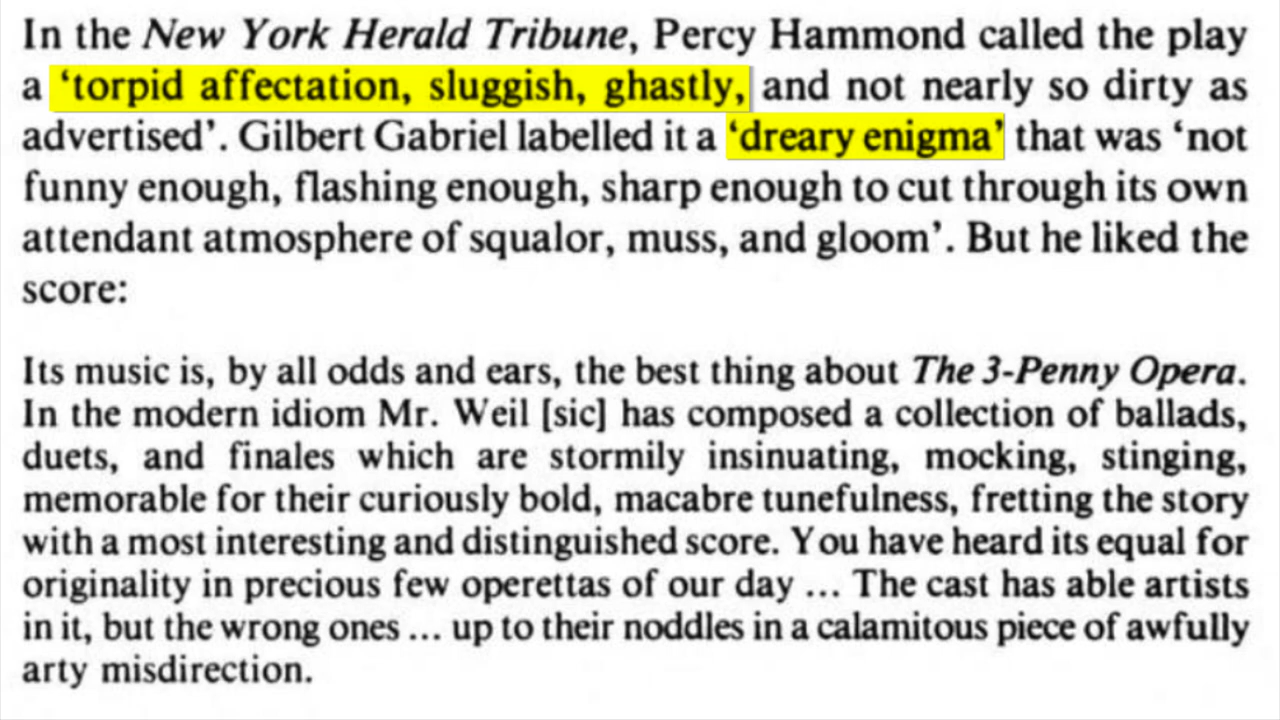 In the New York Herald Tribune, Percy Hammond called the play
a ‘torpid affectation, sluggish, ghastly, and not nearly so dirty as
advertised’. Gilbert Gabriel labelled it a ‘dreary enigma’ that was ‘not
funny enough, flashing enough, sharp enough to cut through its own
attendant atmosphere of squalor, muss, and gloom’. But he liked the
score:
Its music is, by all odds and ears, the best thing about The 3-Penny Opera.
In the modern idiom Mr. Weil [sic] has composed a collection of ballads,
duets, and finales which are stormily insinuating, mocking, stinging,
memorable for their curiously bold, macabre tunefulness, fretting the story
with a most interesting and distinguished score. You have heard its equal for
originality in precious few operettas of our day ... The cast has able artists
in it, but the wrong ones ... up to their noddles in a calamitous piece of awfully
arty misdirection.